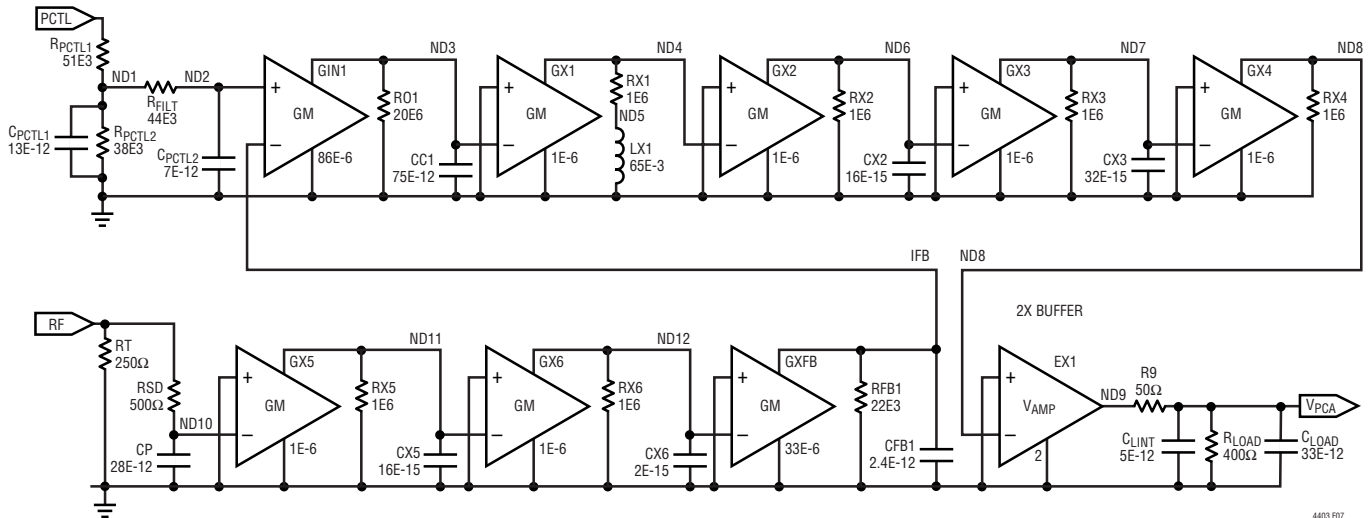 PCTL
RPCTL1
51E3
ND1
ND2
RFILT
44E3
CPCTL1
13E-12
RPCTL2
38E3
CPCTL2
7E-12
+
−
GIN1
GM
86E-6
RO1
20E6
ND3
CC1
75E-12
+
−
GX1
GM
1E-6
RX1
1E6
ND5
LX1
65E-3
ND4
+
−
GX2
GM
1E-6
RX2
1E6
ND6
CX2
16E-15
+
−
GX3
GM
1E-6
RX3
1E6
ND7
CX3
32E-15
+
−
GX4
GM
1E-6
RX4
1E6
ND8
IFB
ND8
RF
RT
250Ω
RSD
500Ω
ND10
CP
28E-12
+
−
GX5
GM
1E-6
RX5
1E6
ND11
CX5
16E-15
+
−
GX6
GM
1E-6
RX6
1E6
ND12
CX6
2E-15
+
−
GXFB
GM
33E-6
RFB1
22E3
CFB1
2.4E-12
2X BUFFER
+
−
EX1
VAMP
2
ND9
R9
50Ω
CLINT
5E-12
RLOAD
400Ω
CLOAD
33E-12
VPCA
4403 F07